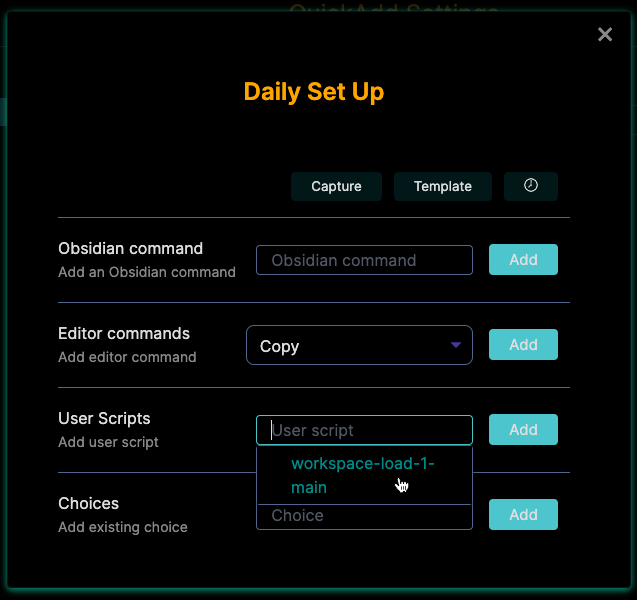 QuickAdd Settings
Daily Set Up
Capture Template
Obsidian command
Add an Obsidian command
Obsidian command
Add
Editor commands
Add editor command
Copy
Add
User Scripts
Add user script
User script
Add
workspace-load-1-
main
Choices
Add existing choice
Choice
Add